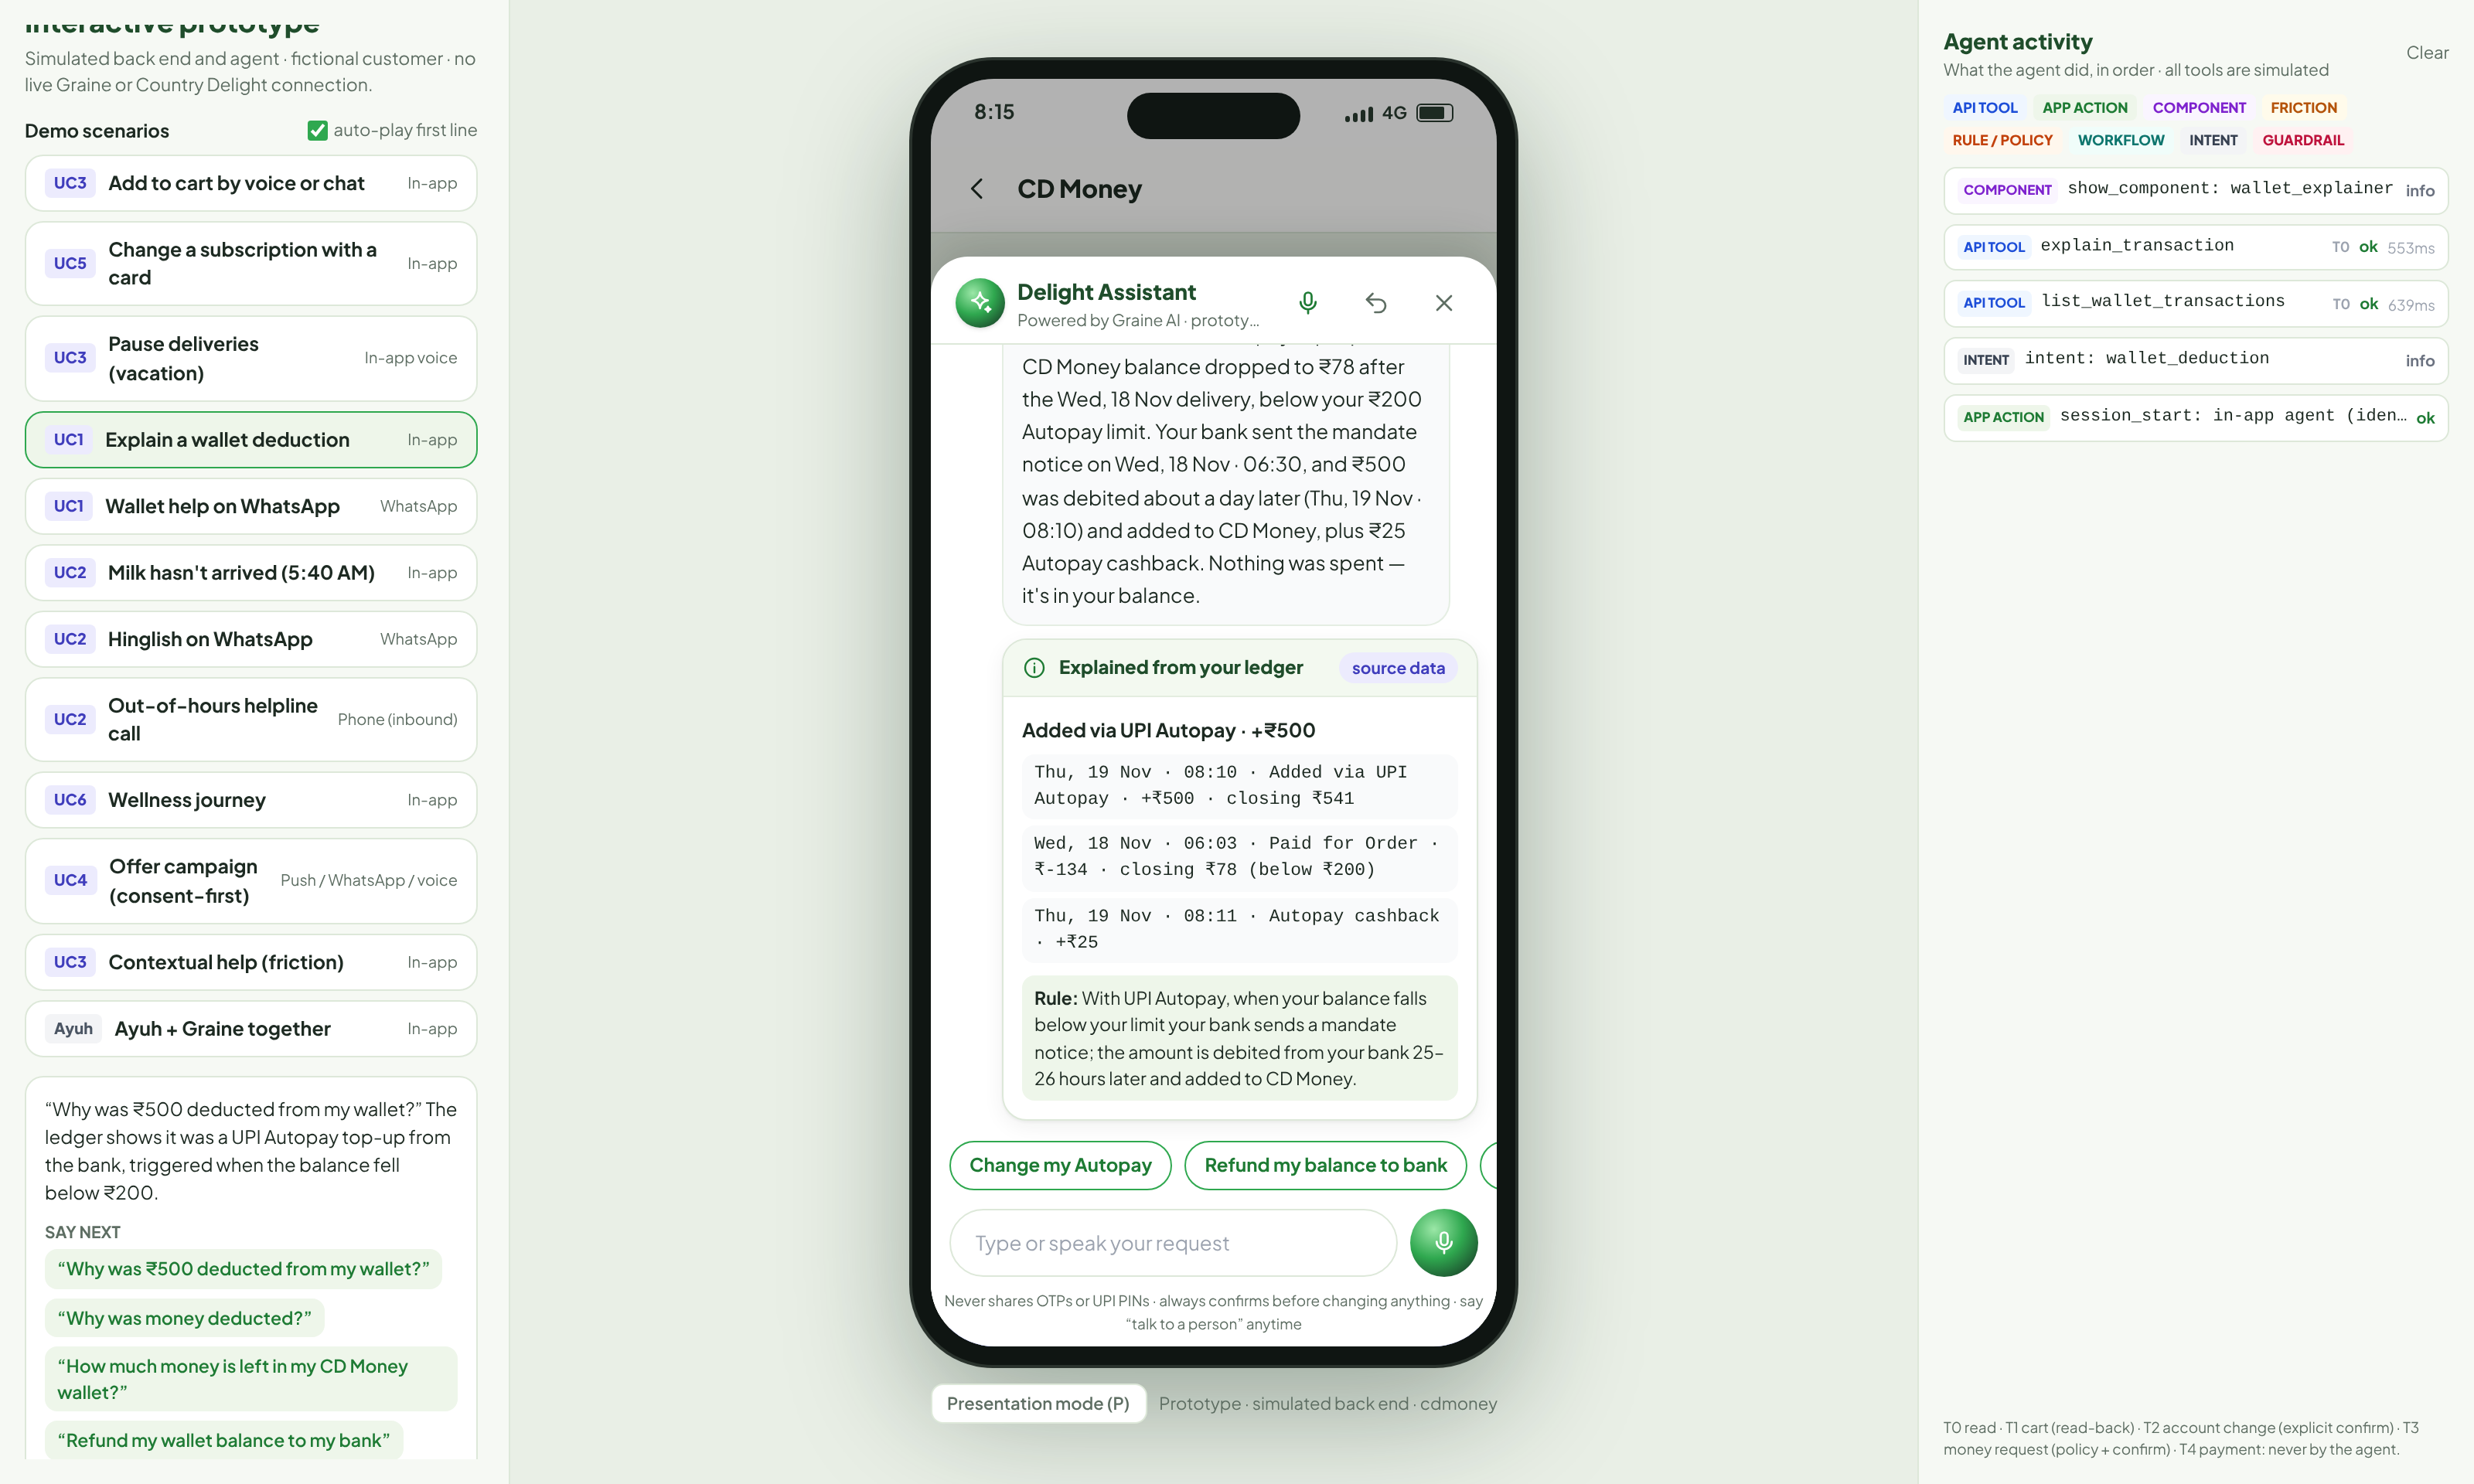 Interactive prototype
Simulated back end and agent · fictional customer · no
live Graine or Country Delight connection.
Demo scenarios
auto-play first line
UC3 Add to cart by voice or chat In-app
UC5 Change a subscription with a
card In-app
UC3 Pause deliveries
(vacation) In-app voice
UC1 Explain a wallet deduction In-app
UC1 Wallet help on WhatsApp WhatsApp
UC2 Milk hasn't arrived (5:40 AM) In-app
UC2 Hinglish on WhatsApp WhatsApp
UC2 Out-of-hours helpline
call Phone (inbound)
UC6 Wellness journey In-app
UC4 Offer campaign
(consent-first) Push / WhatsApp / voice
UC3 Contextual help (friction) In-app
Ayuh Ayuh + Graine together In-app
“Why was ₹500 deducted from my wallet?” The
ledger shows it was a UPI Autopay top-up from
the bank, triggered when the balance fell
below ₹200.
SAY NEXT
“Why was ₹500 deducted from my wallet?”
“Why was money deducted?”
“How much money is left in my CD Money
wallet?”
“Refund my wallet balance to my bank”
8:15
4G
CD Money
Delight Assistant
Powered by Graine AI · prototy…
CD Money balance dropped to ₹78 after
the Wed, 18 Nov delivery, below your ₹200
Autopay limit. Your bank sent the mandate
notice on Wed, 18 Nov · 06:30, and ₹500
was debited about a day later (Thu, 19 Nov ·
08:10) and added to CD Money, plus ₹25
Autopay cashback. Nothing was spent —
it's in your balance.
Explained from your ledger
source data
Added via UPI Autopay · +₹500
Thu, 19 Nov · 08:10 · Added via UPI
Autopay · +₹500 · closing ₹541
Wed, 18 Nov · 06:03 · Paid for Order ·
₹-134 · closing ₹78 (below ₹200)
Thu, 19 Nov · 08:11 · Autopay cashback
· +₹25
Rule: With UPI Autopay, when your balance falls
below your limit your bank sends a mandate
notice; the amount is debited from your bank 25–
26 hours later and added to CD Money.
Change my Autopay
Refund my balance to bank
Type or speak your request
Never shares OTPs or UPI PINs · always confirms before changing anything · say
“talk to a person” anytime
Presentation mode (P)
Prototype · simulated back end · cdmoney
Agent activity
Clear
What the agent did, in order · all tools are simulated
API TOOL APP ACTION COMPONENT FRICTION
RULE / POLICY WORKFLOW INTENT GUARDRAIL
COMPONENT show_component: wallet_explainer info
API TOOL explain_transaction T0 ok 553ms
API TOOL list_wallet_transactions T0 ok 639ms
INTENT intent: wallet_deduction info
APP ACTION session_start: in-app agent (iden… ok
T0 read · T1 cart (read-back) · T2 account change (explicit confirm) · T3
money request (policy + confirm) · T4 payment: never by the agent.